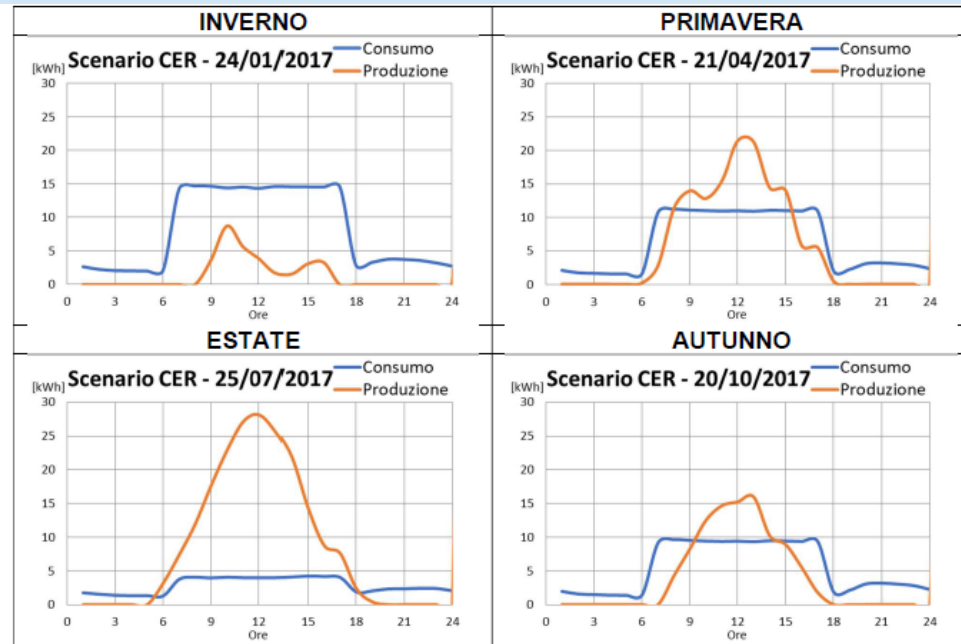 INVERNO
PRIMAVERA
Scenario CER - 24/01/2017
Consumo
Produzione
[kWh]
30
25
20
15
10
5
0
0 3 6 9 12 15 18 21 24
Ore
Scenario CER - 21/04/2017
Consumo
Produzione
[kWh]
30
25
20
15
10
5
0
0 3 6 9 12 15 18 21 24
Ore
ESTATE
AUTUNNO
Scenario CER - 25/07/2017
Consumo
Produzione
[kWh]
30
25
20
15
10
5
0
0 3 6 9 12 15 18 21 24
Ore
Scenario CER - 20/10/2017
Consumo
Produzione
[kWh]
30
25
20
15
10
5
0
0 3 6 9 12 15 18 21 24
Ore